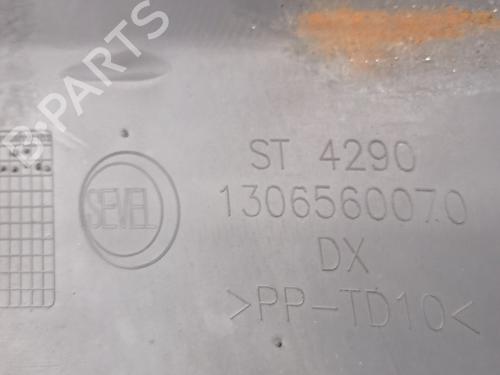 B-PARTS
SEVEL
ST 4290
1306560070
DX
>PP-TD10<